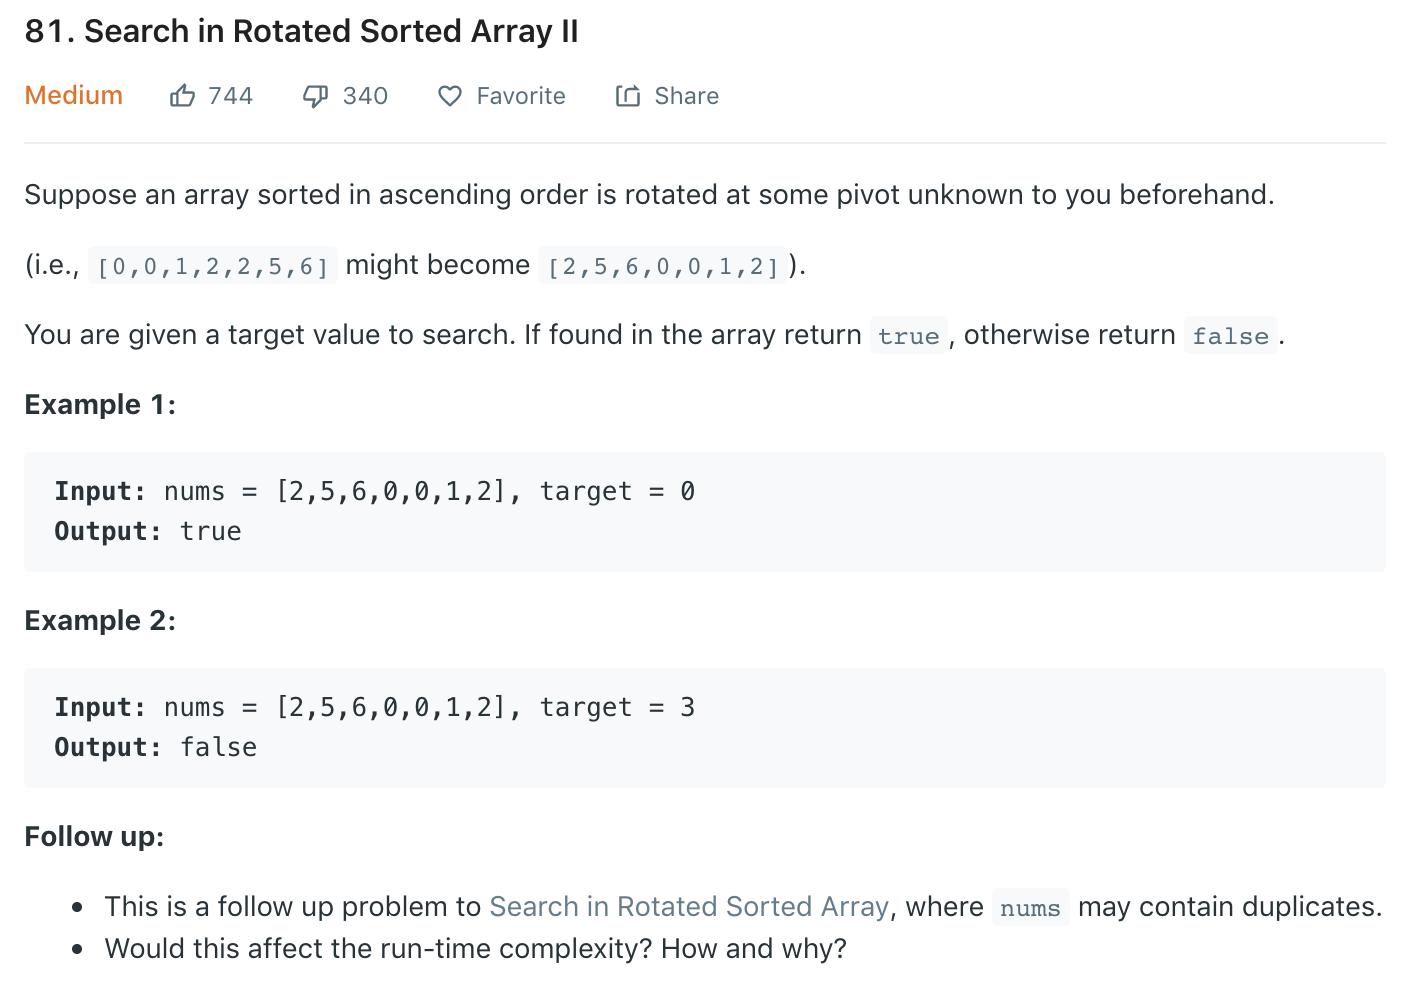 81. Search in Rotated Sorted Array II
Medium 744 340 Favorite Share
Suppose an array sorted in ascending order is rotated at some pivot unknown to you beforehand.
(i.e., [0,0,1,2,2,5,6] might become [2,5,6,0,0,1,2] ).
You are given a target value to search. If found in the array return true , otherwise return false .
Example 1:
Input: nums = [2,5,6,0,0,1,2], target = 0
Output: true
Example 2:
Input: nums = [2,5,6,0,0,1,2], target = 3
Output: false
Follow up:
• This is a follow up problem to Search in Rotated Sorted Array, where nums may contain duplicates.
• Would this affect the run-time complexity? How and why?